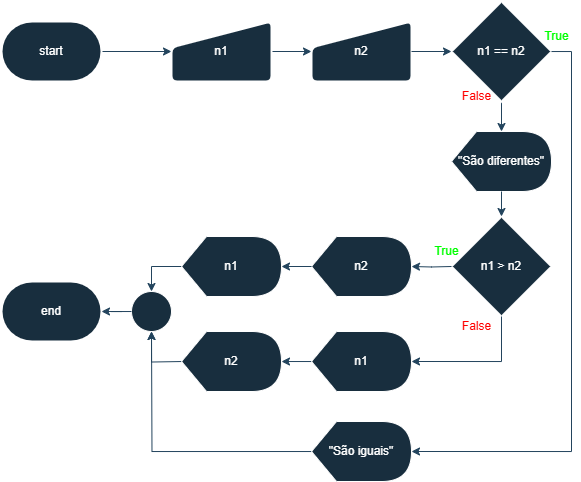 start
n1
n2
n1 == n2
True
False
"São diferentes"
n1
n2
True
n1 > n2
end
False
n2
n1
"São iguais"